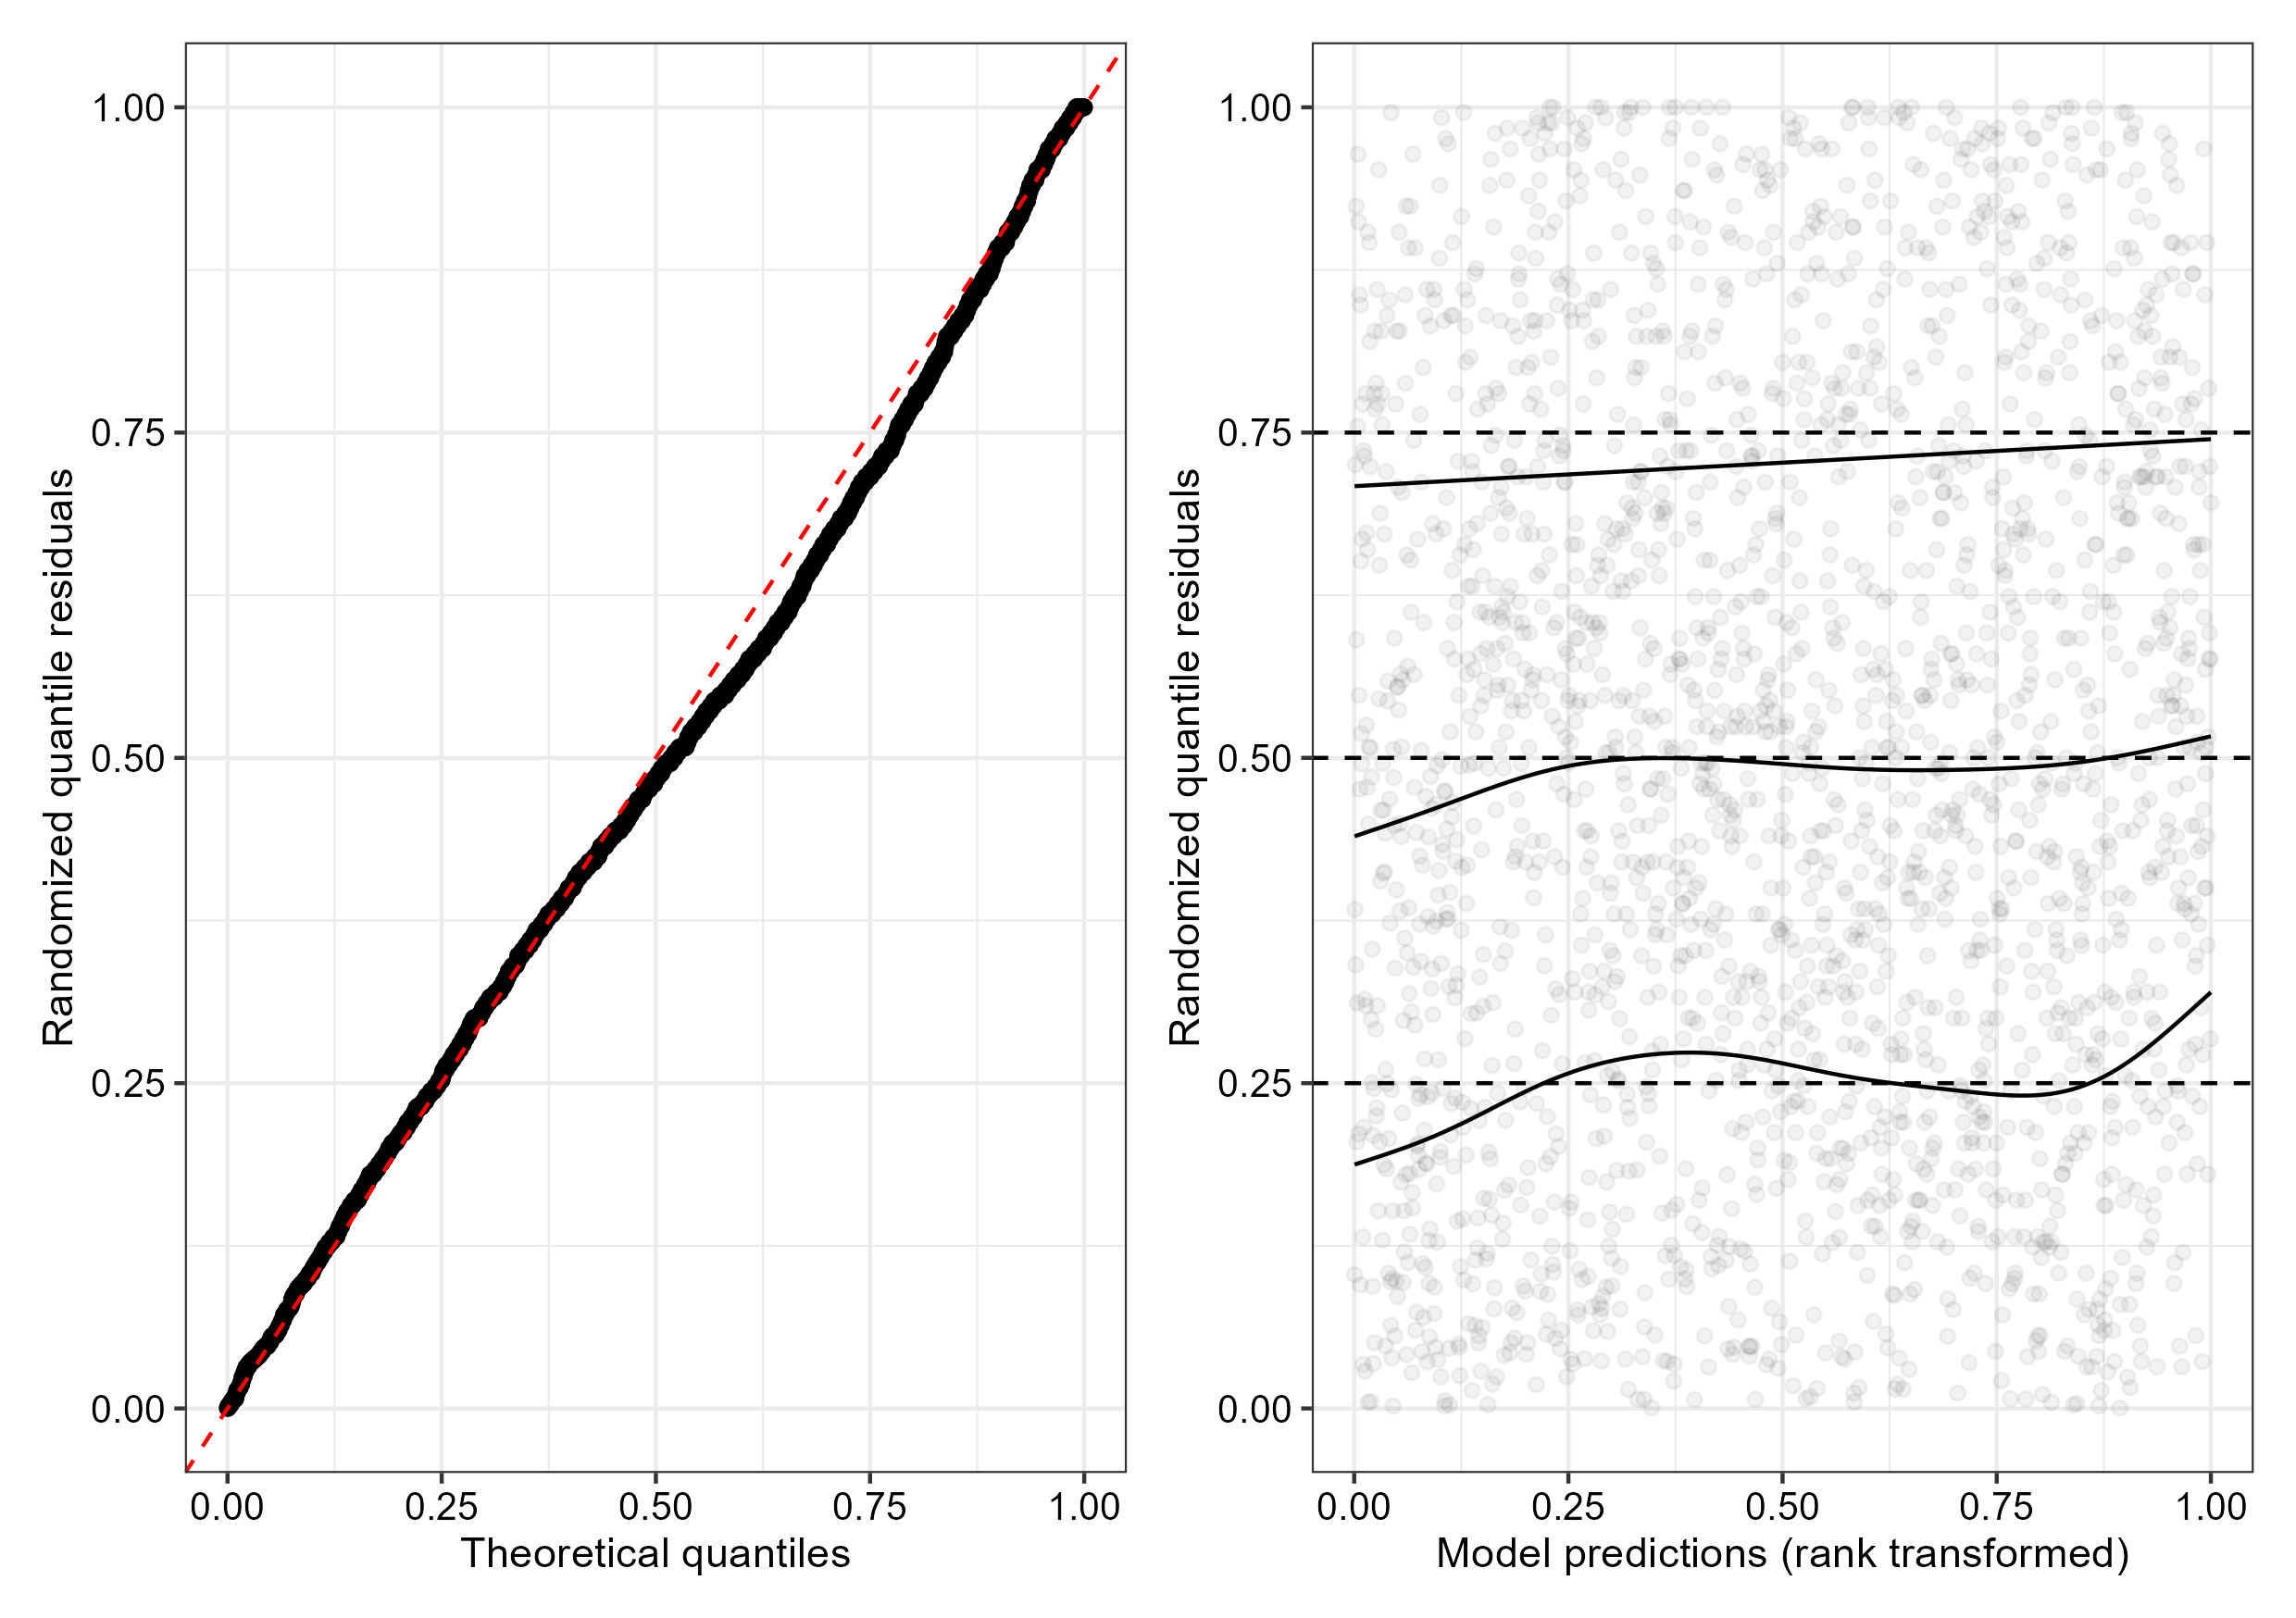 Randomized quantile residuals
1.00
0.75
0.50
0.25
0.00
0.00 0.25 0.50 0.75 1.00
Theoretical quantiles
Randomized quantile residuals
1.00
0.75
0.50
0.25
0.00
0.00 0.25 0.50 0.75 1.00
Model predictions (rank transformed)